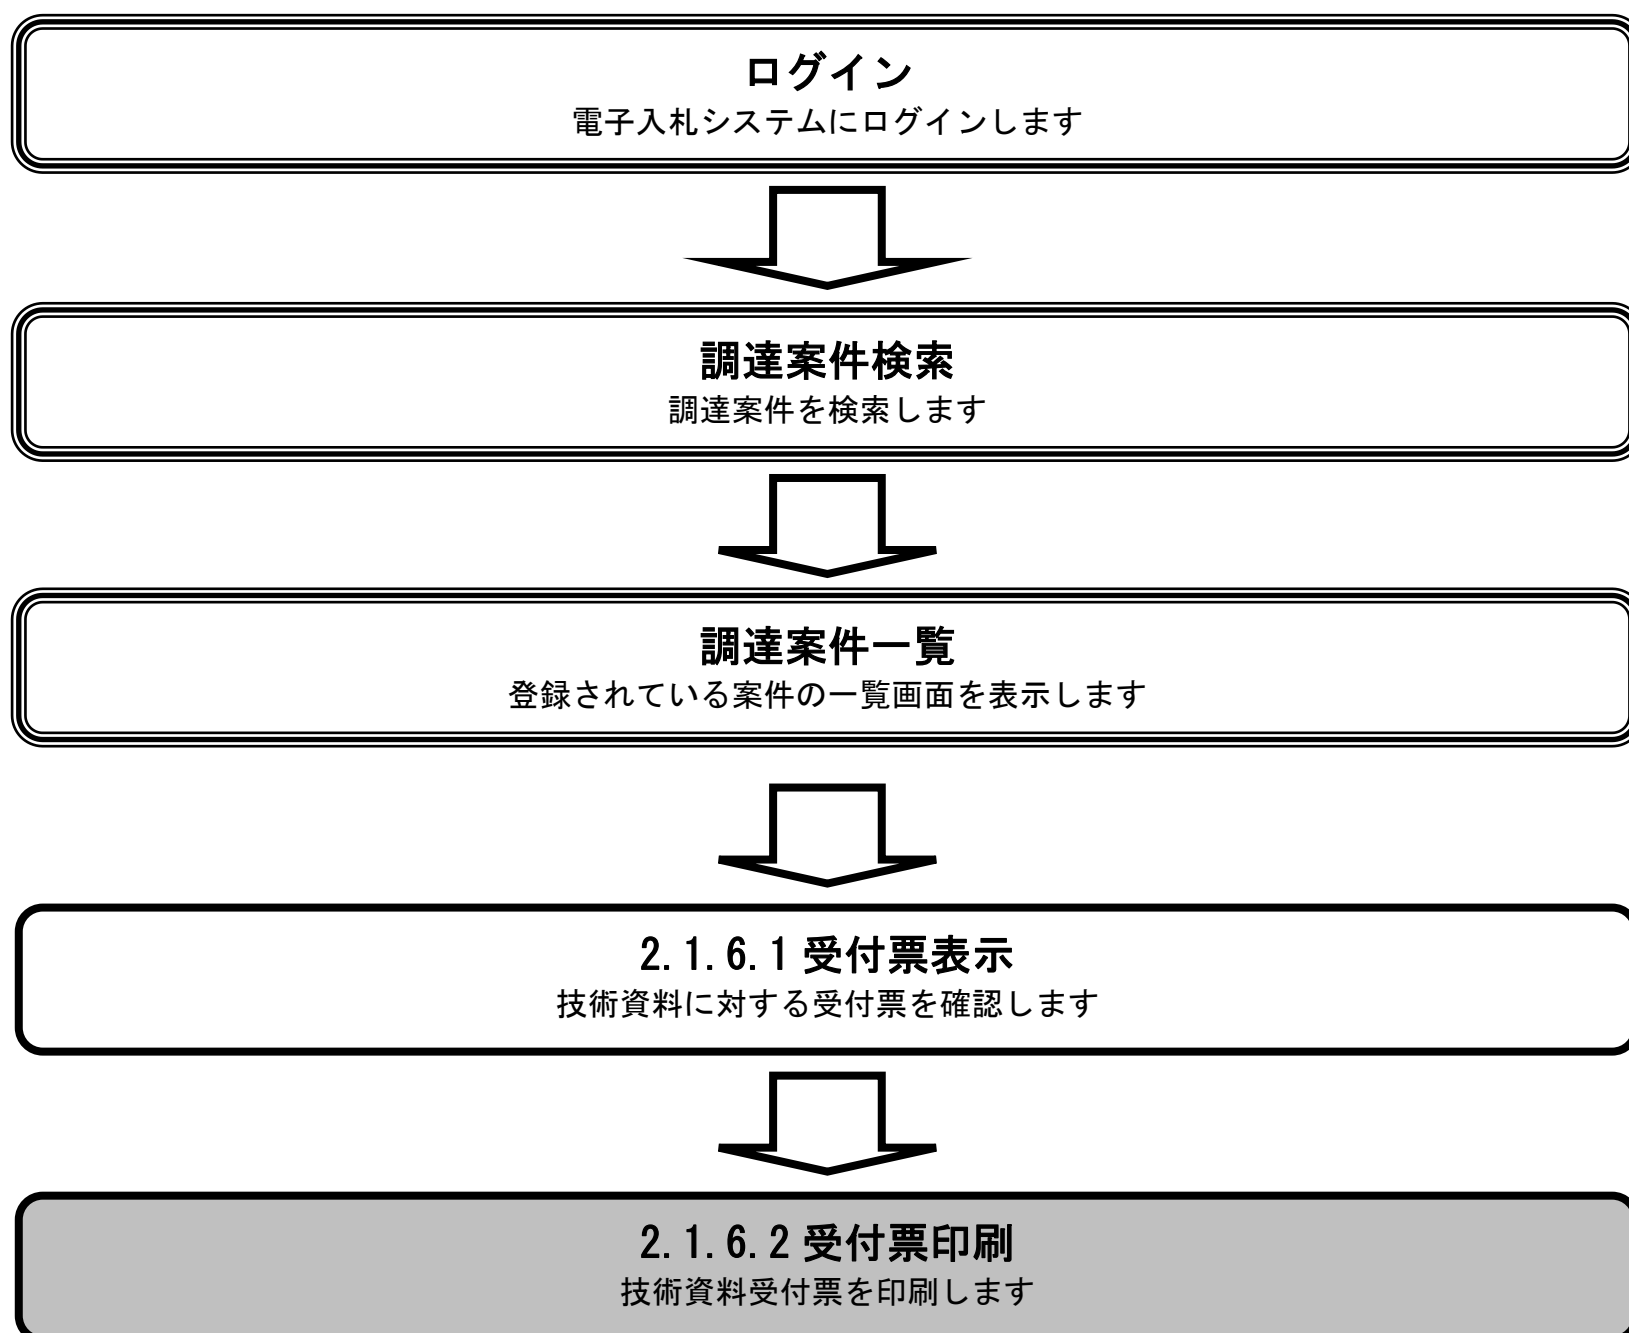 ログイン
電子入札システムにログインします
調達案件検索
調達案件を検索します
調達案件一覧
登録されている案件の一覧画面を表示します
2.1.6.1 受付票表示
技術資料に対する受付票を確認します
2.1.6.2 受付票印刷
技術資料受付票を印刷します